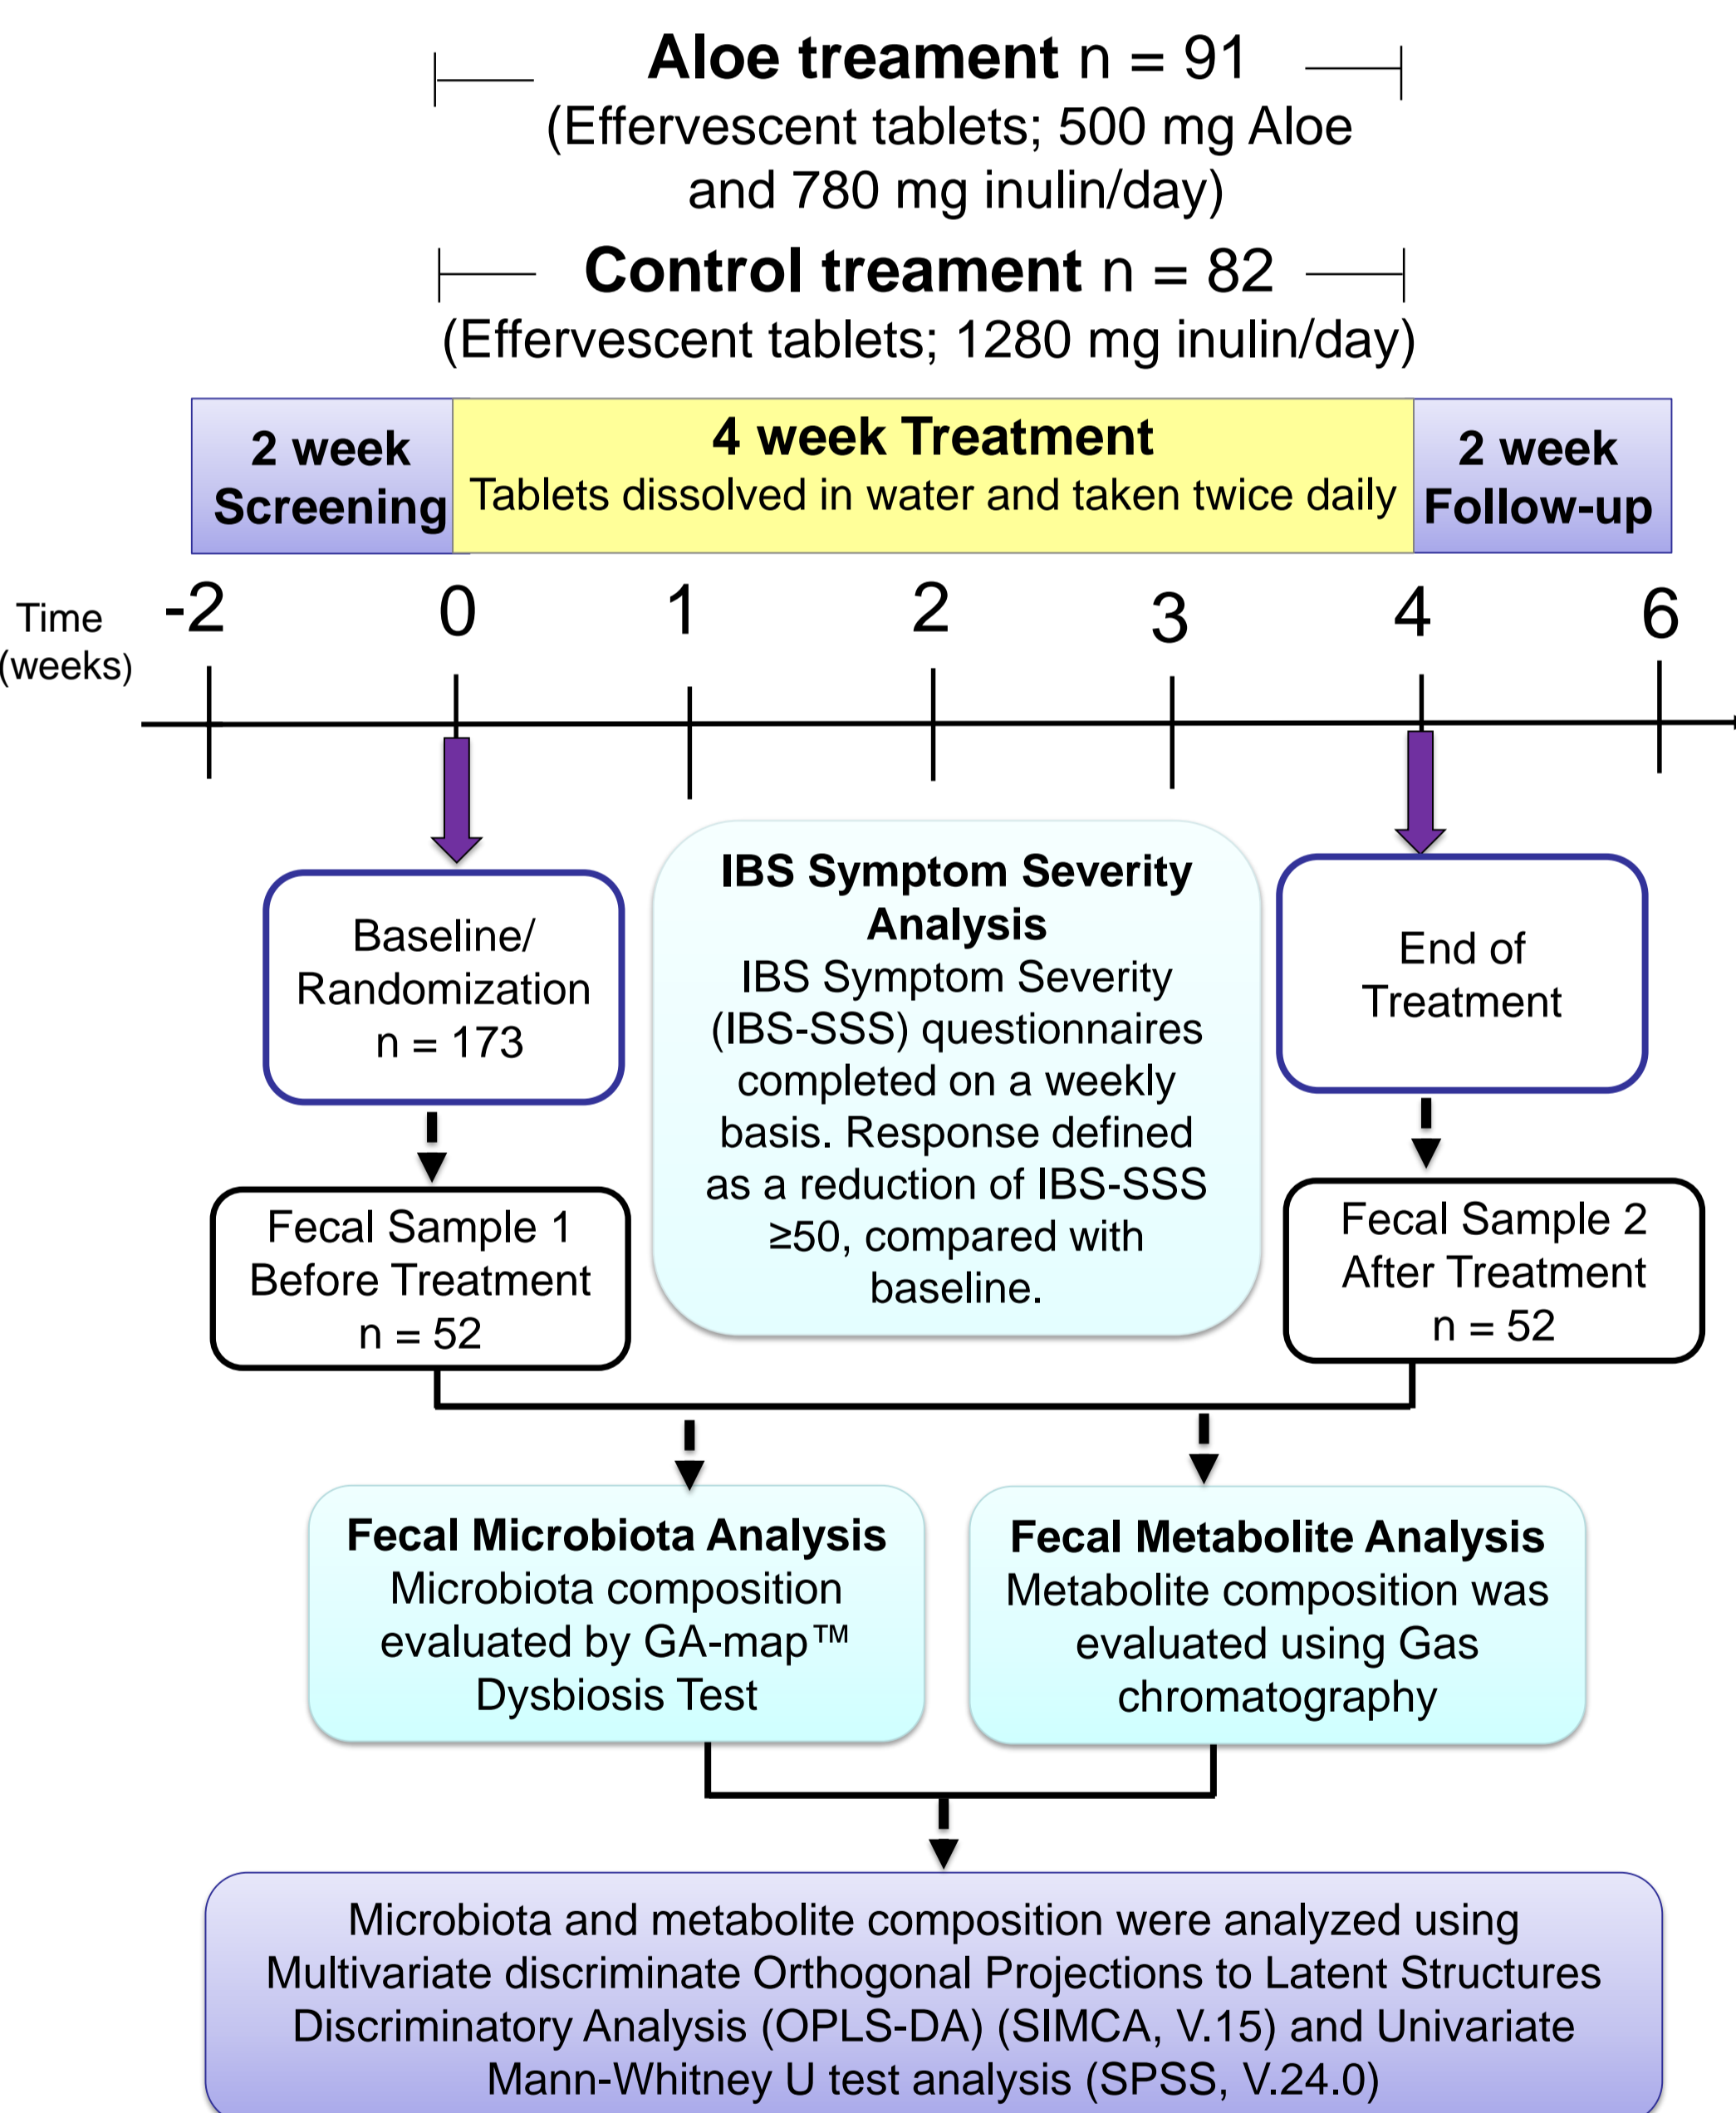 Aloe treament n = 91
(Effervescent tablets; 500 mg Aloe
and 780 mg inulin/day)
Control treament n = 82
(Effervescent tablets; 1280 mg inulin/day)
2 week
Screening
4 week Treatment
Tablets dissolved in water and taken twice daily
2 week
Follow-up
Time
(weeks)
-2 0 1 2 3 4 6
Baseline/
Randomization
n = 173
IBS Symptom Severity
Analysis
IBS Symptom Severity
(IBS-SSS) questionnaires
completed on a weekly
basis. Response defined
as a reduction of IBS-SSS
≥50, compared with
baseline.
End of
Treatment
Fecal Sample 1
Before Treatment
n = 52
Fecal Sample 2
After Treatment
n = 52
Fecal Microbiota Analysis
Microbiota composition
evaluated by GA-map™
Dysbiosis Test
Fecal Metabolite Analysis
Metabolite composition was
evaluated using Gas
chromatography
Microbiota and metabolite composition were analyzed using
Multivariate discriminate Orthogonal Projections to Latent Structures
Discriminatory Analysis (OPLS-DA) (SIMCA, V.15) and Univariate
Mann-Whitney U test analysis (SPSS, V.24.0)